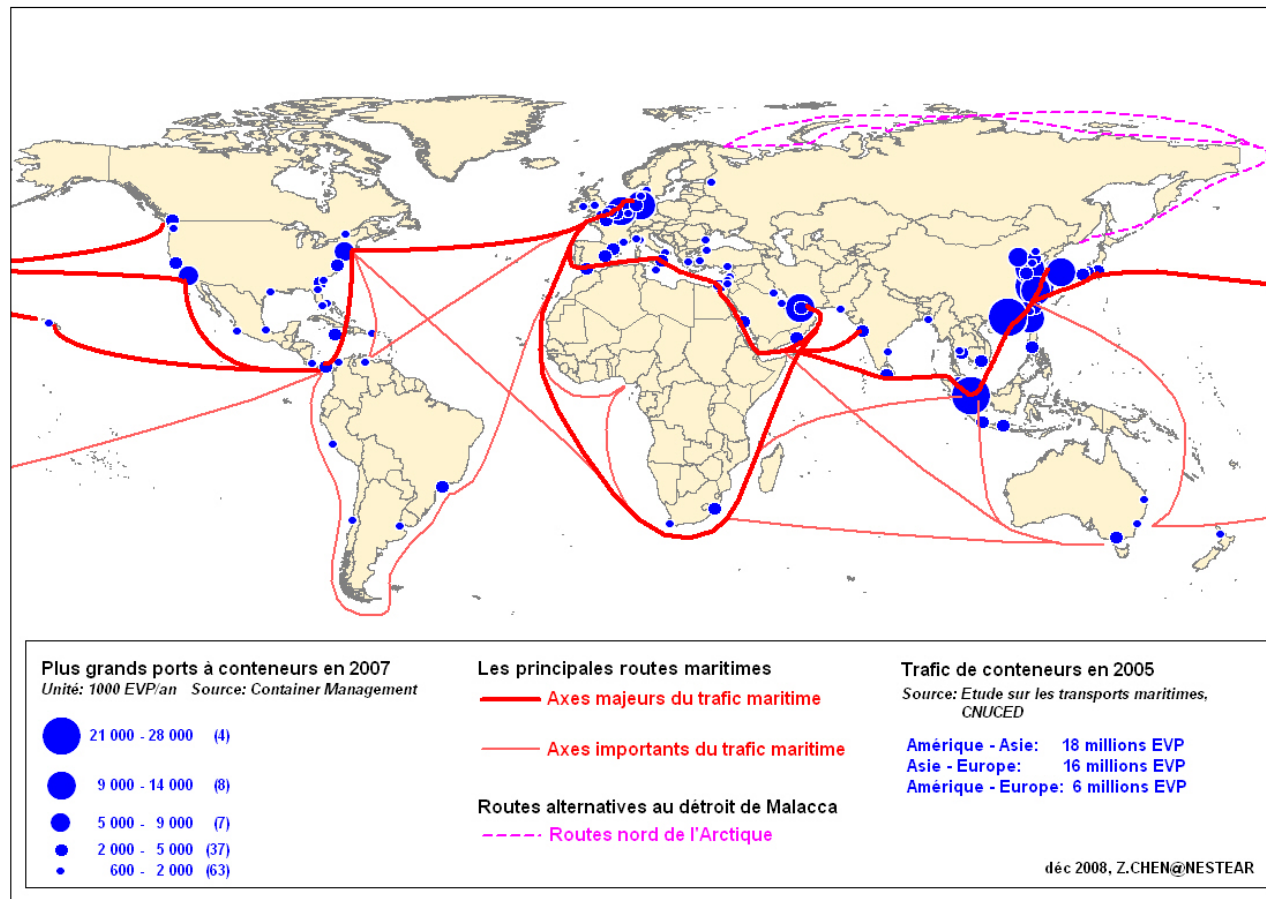 Plus grands ports à conteneurs en 2007
Unité: 1000 EVP/an Source: Container Management
21 000 - 28 000 (4)
9 000 - 14 000 (8)
5 000 - 9 000 (7)
2 000 - 5 000 (37)
600 - 2 000 (63)
Les principales routes maritimes
Axes majeurs du trafic maritime
Axes importants du trafic maritime
Routes alternatives au détroit de Malacca
Routes nord de l'Arctique
Trafic de conteneurs en 2005
Source: Etude sur les transports maritimes,
CNUCED
Amérique - Asie: 18 millions EVP
Asie - Europe: 16 millions EVP
Amérique - Europe: 6 millions EVP
déc 2008, Z.CHEN@NESTEAR